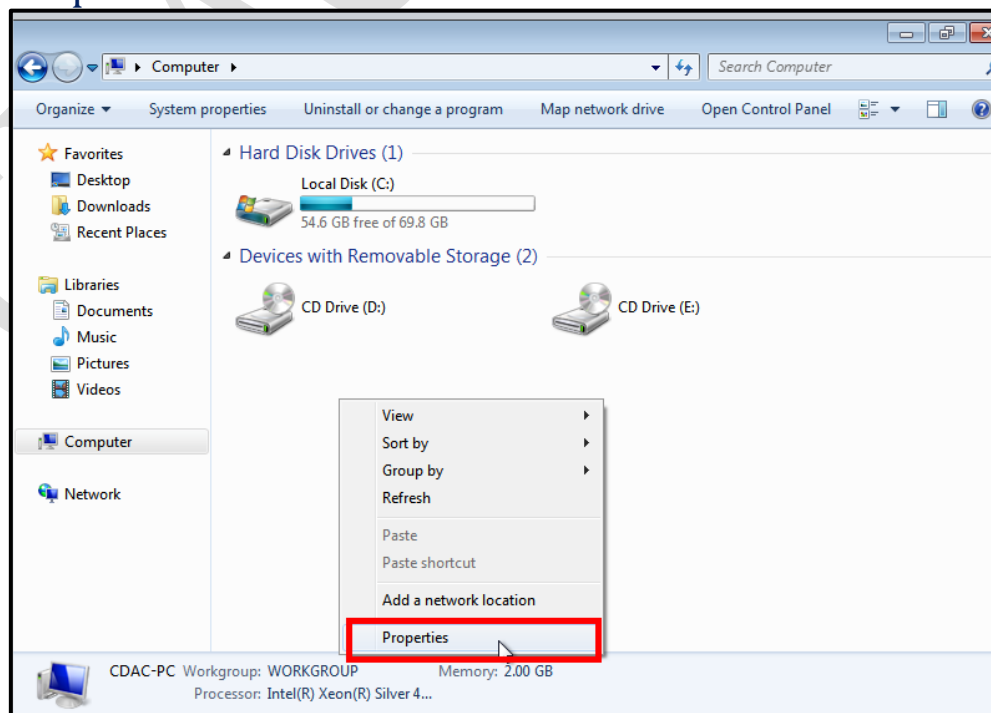 Computer
Search Computer
Organize
System properties
Uninstall or change a program
Map network drive
Open Control Panel
Favorites
Desktop
Downloads
Recent Places
Libraries
Documents
Music
Pictures
Videos
Computer
Network
Hard Disk Drives (1)
Local Disk (C:)
54.6 GB free of 69.8 GB
Devices with Removable Storage (2)
CD Drive (D:)
CD Drive (E:)
View
Sort by
Group by
Refresh
Paste
Paste shortcut
Add a network location
Properties
CDAC-PC Workgroup: WORKGROUP Memory: 2.00 GB
Processor: Intel(R) Xeon(R) Silver 4...